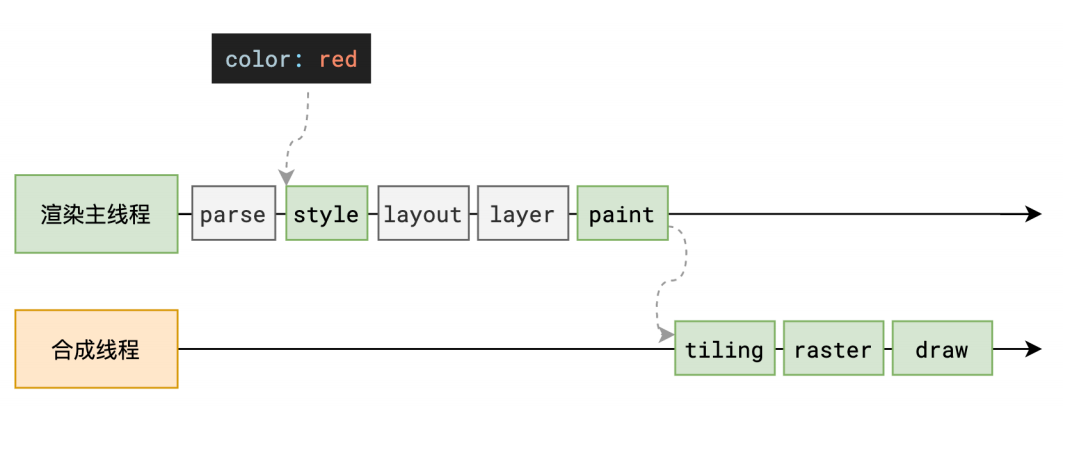 color: red
渲染主线程
parse
style
layout
layer
paint
合成线程
tiling
raster
draw